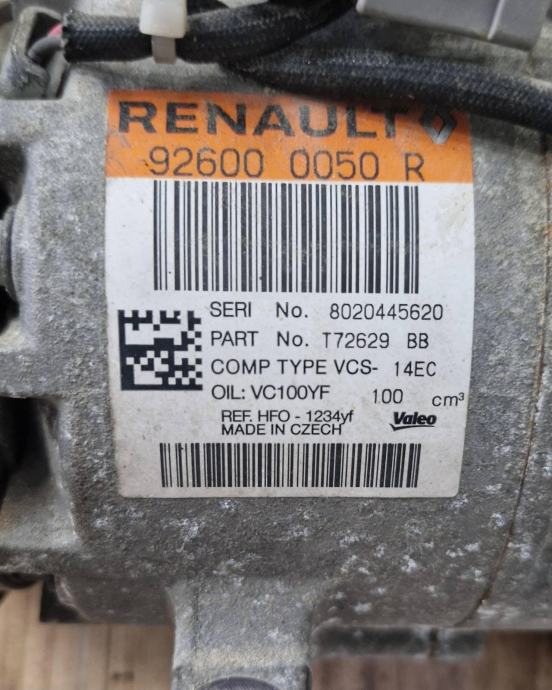 RENAULT
92600 0050 R
SERI No. 8020445620
PART No. T72629 BB
COMP TYPE VCS- 14EC
OIL: VC100YF 100 cm³
REF. HFO - 1234yf
MADE IN CZECH
Valeo